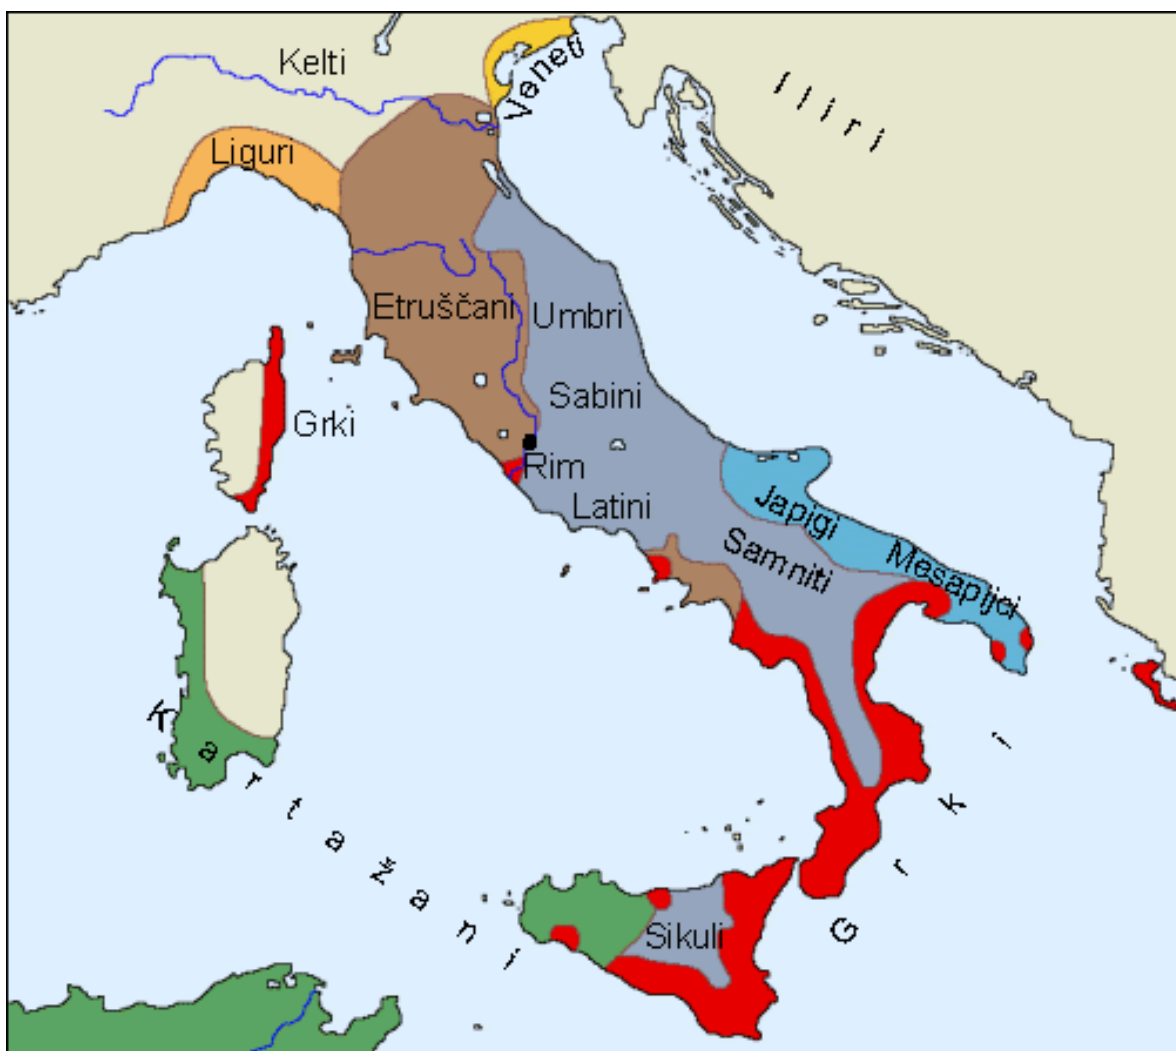 Kelti
Veneti
Iliri
Liguri
Etruščani
Umbri
Sabini
Grki
Rim
Latini
Japigi
Samniti
Mesapijci
Kartažani
Grki
Sikuli